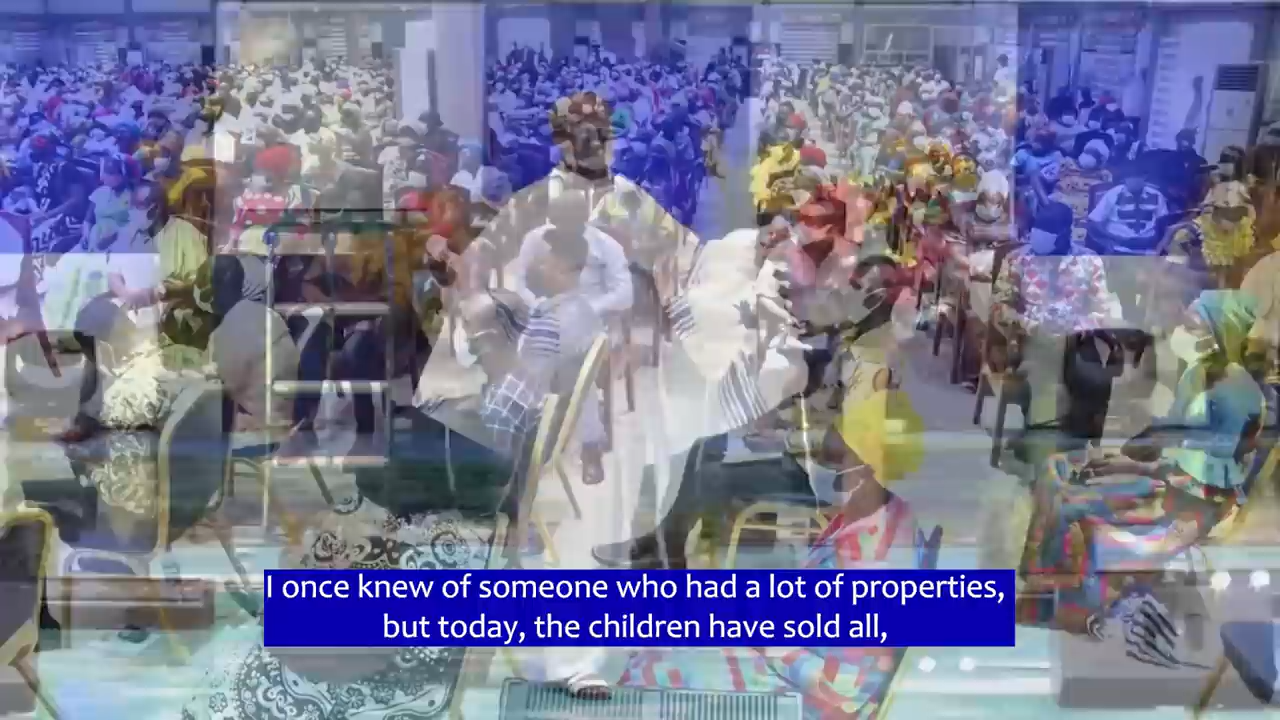 I once knew of someone who had a lot of properties,
but today, the children have sold all,